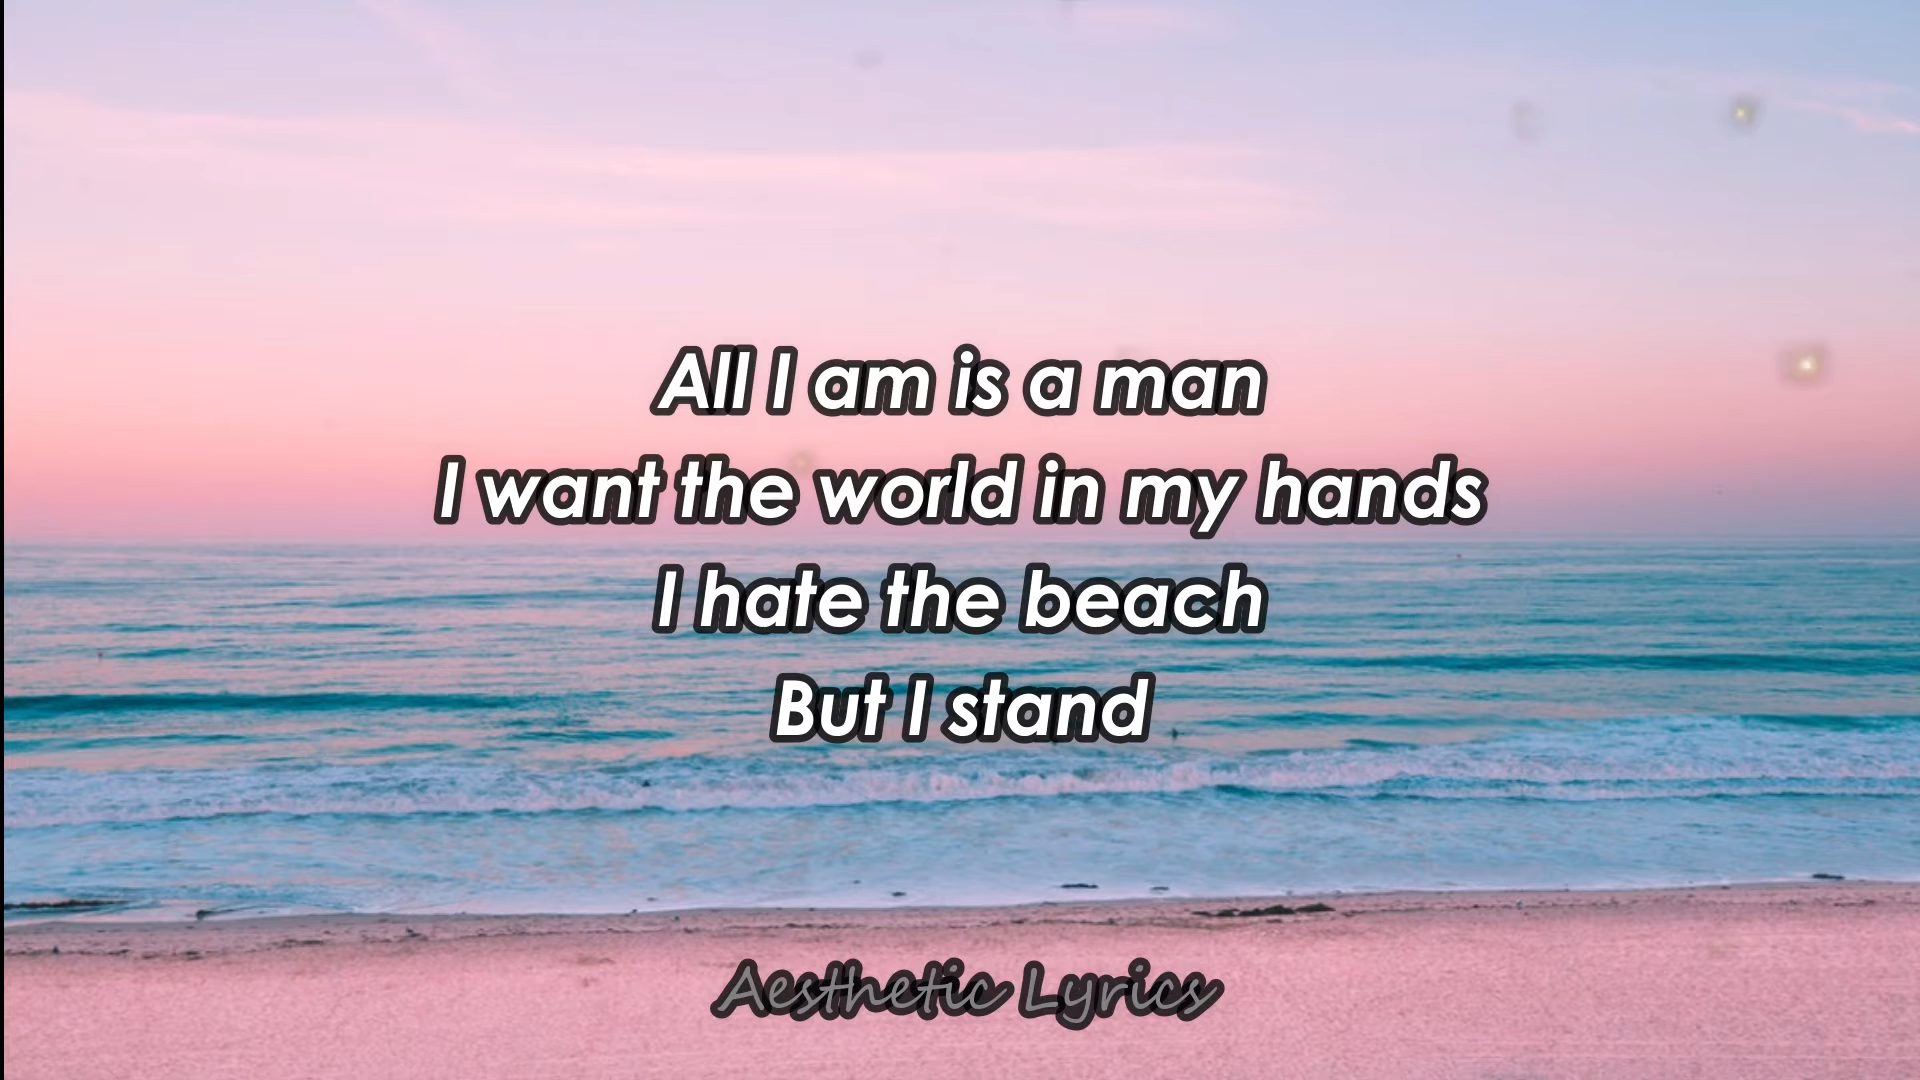 All I am is a man
I want the world in my hands
I hate the beach
But I stand
Aesthetic Lyrics